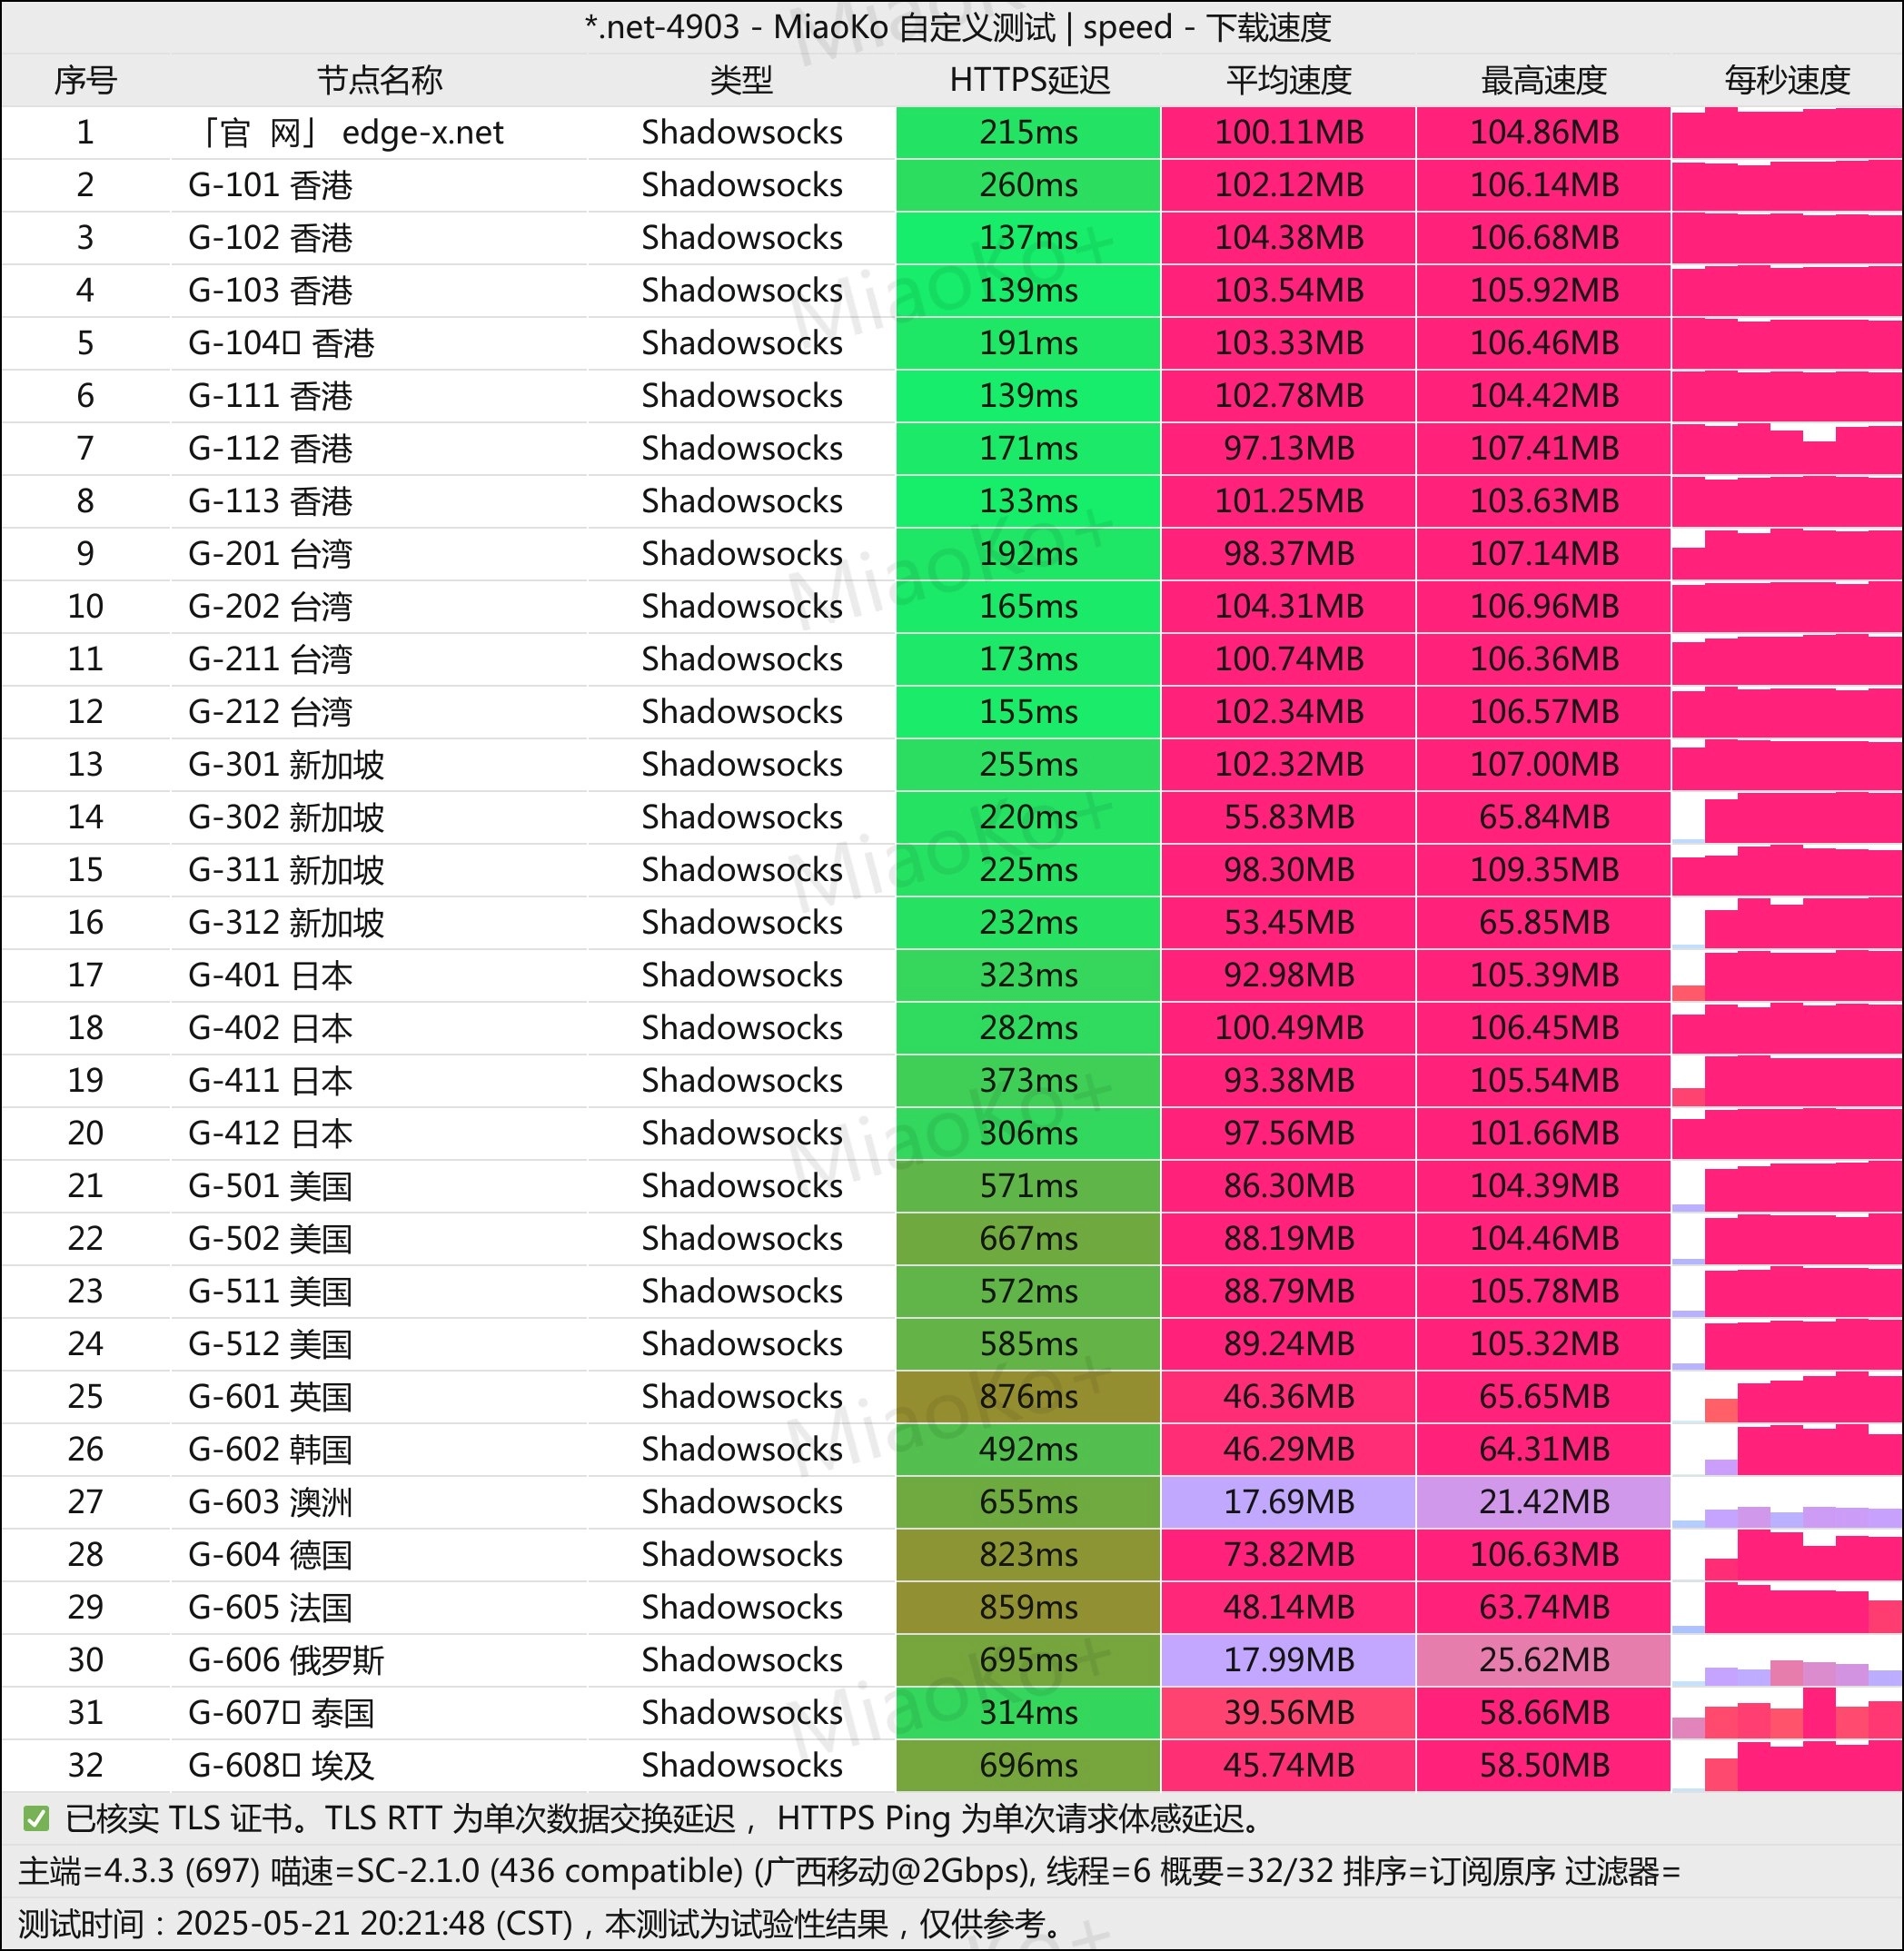 *.net-4903 - MiaoKo 自定义测试 | speed - 下载速度
序号 节点名称 类型 HTTPS延迟 平均速度 最高速度 每秒速度
1 「官 网」 edge-x.net Shadowsocks 215ms 100.11MB 104.86MB
2 G-101 香港 Shadowsocks 260ms 102.12MB 106.14MB
3 G-102 香港 Shadowsocks 137ms 104.38MB 106.68MB
4 G-103 香港 Shadowsocks 139ms 103.54MB 105.92MB
5 G-104▯ 香港 Shadowsocks 191ms 103.33MB 106.46MB
6 G-111 香港 Shadowsocks 139ms 102.78MB 104.42MB
7 G-112 香港 Shadowsocks 171ms 97.13MB 107.41MB
8 G-113 香港 Shadowsocks 133ms 101.25MB 103.63MB
9 G-201 台湾 Shadowsocks 192ms 98.37MB 107.14MB
10 G-202 台湾 Shadowsocks 165ms 104.31MB 106.96MB
11 G-211 台湾 Shadowsocks 173ms 100.74MB 106.36MB
12 G-212 台湾 Shadowsocks 155ms 102.34MB 106.57MB
13 G-301 新加坡 Shadowsocks 255ms 102.32MB 107.00MB
14 G-302 新加坡 Shadowsocks 220ms 55.83MB 65.84MB
15 G-311 新加坡 Shadowsocks 225ms 98.30MB 109.35MB
16 G-312 新加坡 Shadowsocks 232ms 53.45MB 65.85MB
17 G-401 日本 Shadowsocks 323ms 92.98MB 105.39MB
18 G-402 日本 Shadowsocks 282ms 100.49MB 106.45MB
19 G-411 日本 Shadowsocks 373ms 93.38MB 105.54MB
20 G-412 日本 Shadowsocks 306ms 97.56MB 101.66MB
21 G-501 美国 Shadowsocks 571ms 86.30MB 104.39MB
22 G-502 美国 Shadowsocks 667ms 88.19MB 104.46MB
23 G-511 美国 Shadowsocks 572ms 88.79MB 105.78MB
24 G-512 美国 Shadowsocks 585ms 89.24MB 105.32MB
25 G-601 英国 Shadowsocks 876ms 46.36MB 65.65MB
26 G-602 韩国 Shadowsocks 492ms 46.29MB 64.31MB
27 G-603 澳洲 Shadowsocks 655ms 17.69MB 21.42MB
28 G-604 德国 Shadowsocks 823ms 73.82MB 106.63MB
29 G-605 法国 Shadowsocks 859ms 48.14MB 63.74MB
30 G-606 俄罗斯 Shadowsocks 695ms 17.99MB 25.62MB
31 G-607▯ 泰国 Shadowsocks 314ms 39.56MB 58.66MB
32 G-608▯ 埃及 Shadowsocks 696ms 45.74MB 58.50MB
✅ 已核实 TLS 证书。TLS RTT 为单次数据交换延迟， HTTPS Ping 为单次请求体感延迟。
主端=4.3.3 (697) 喵速=SC-2.1.0 (436 compatible) (广西移动@2Gbps), 线程=6 概要=32/32 排序=订阅原序 过滤器=
测试时间：2025-05-21 20:21:48 (CST)，本测试为试验性结果，仅供参考。
MiaoKo+
MiaoKo+
MiaoKo+
MiaoKo+
MiaoKo+
MiaoKo+